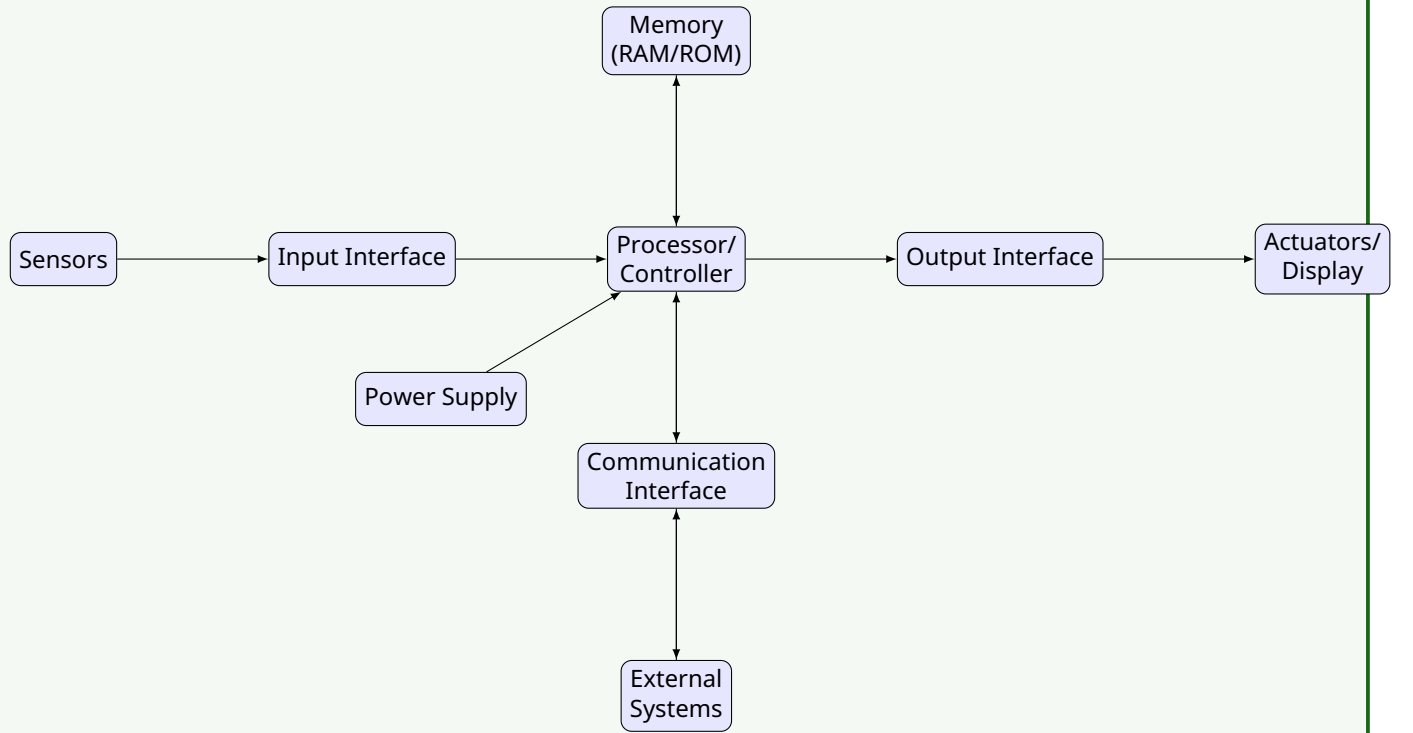 Memory
(RAM/ROM)
Sensors
Input Interface
Processor/
Controller
Output Interface
Actuators/
Display
Power Supply
Communication
Interface
External
Systems